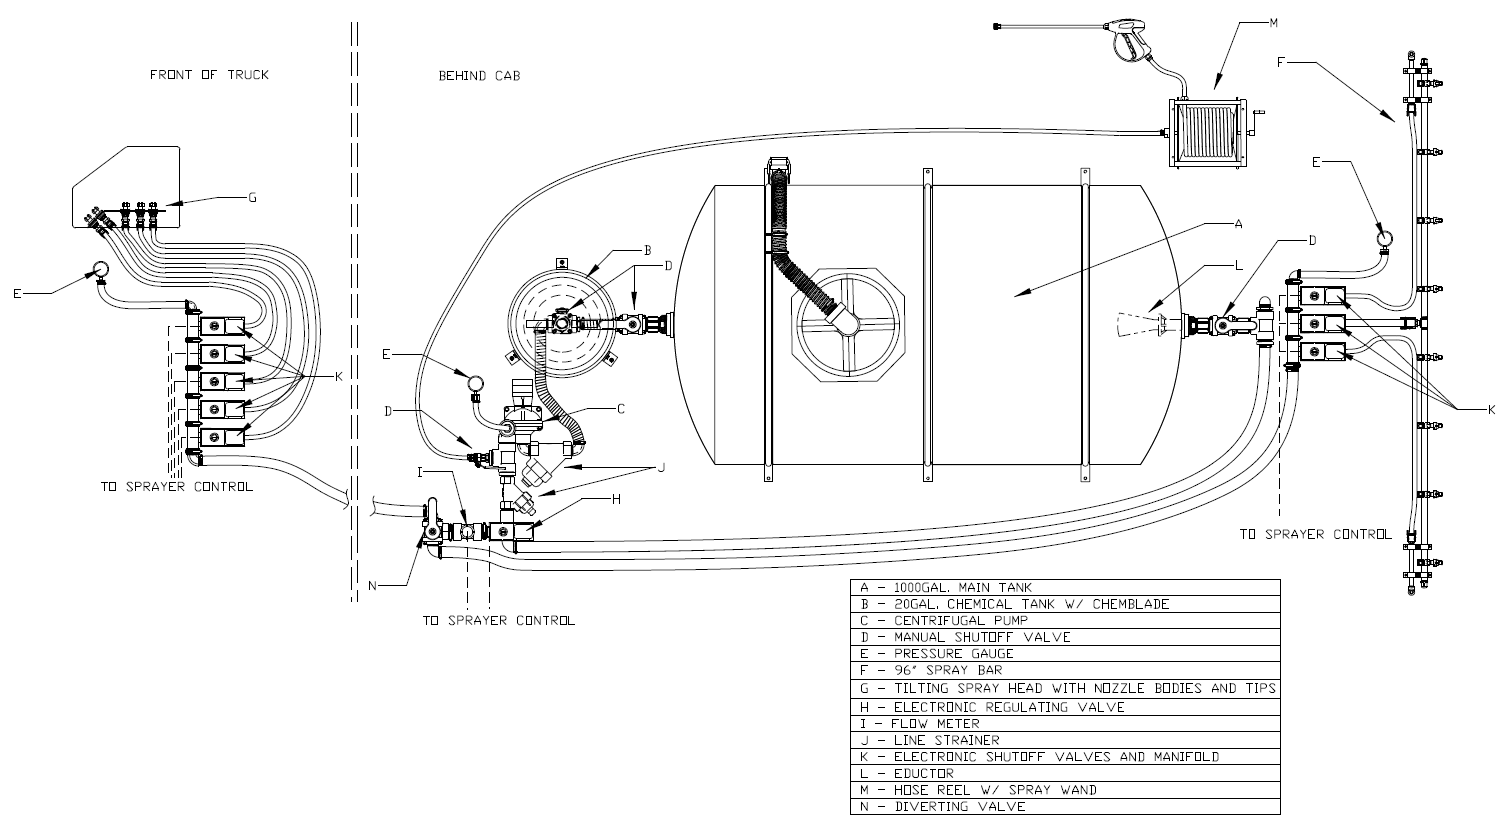 FRONT OF TRUCK
BEHIND CAB
M
F
E
G
B
D
A
D
L
E
E
K
E
C
D
K
I
J
H
TO SPRAYER CONTROL
TO SPRAYER CONTROL
N
TO SPRAYER CONTROL
A - 1000GAL. MAIN TANK
B - 20GAL. CHEMICAL TANK W/ CHEMBLADE
C - CENTRIFUGAL PUMP
D - MANUAL SHUTOFF VALVE
E - PRESSURE GAUGE
F - 96" SPRAY BAR
G - TILTING SPRAY HEAD WITH NOZZLE BODIES AND TIPS
H - ELECTRONIC REGULATING VALVE
I - FLOW METER
J - LINE STRAINER
K - ELECTRONIC SHUTOFF VALVES AND MANIFOLD
L - EDUCTOR
M - HOSE REEL W/ SPRAY WAND
N - DIVERTING VALVE